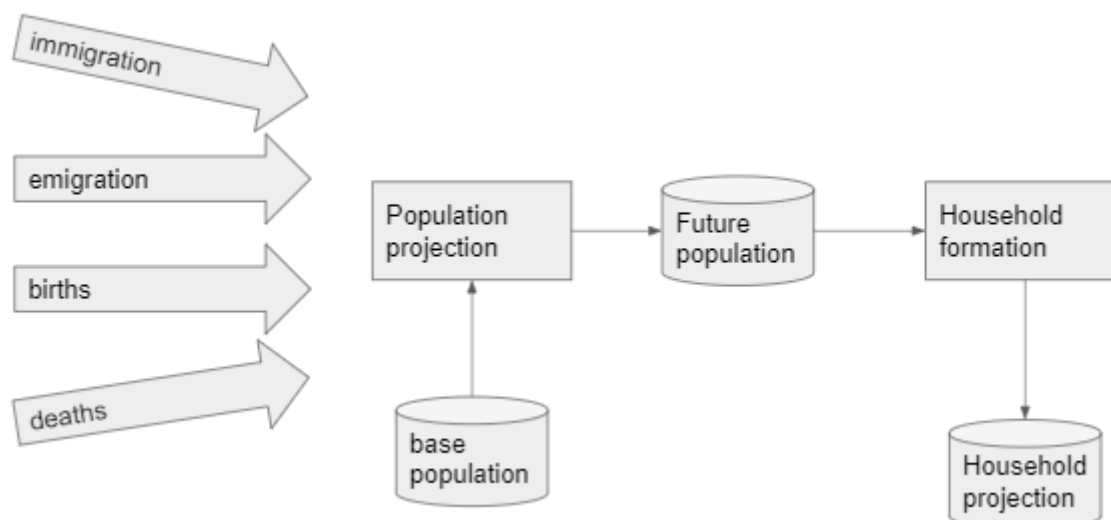 immigration
emigration
births
deaths
Population
projection
base
population
Future
population
Household
formation
Household
projection